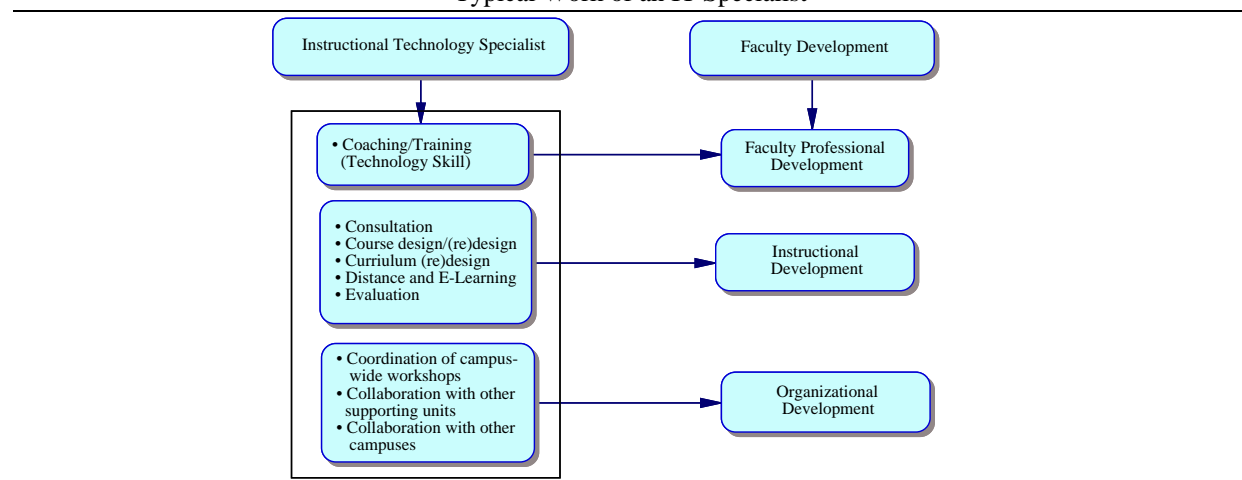 Typical Work of an IT Specialist
Instructional Technology Specialist
Faculty Development
• Coaching/Training
(Technology Skill)
Faculty Professional
Development
• Consultation
• Course design/(re)design
• Curriulum (re)design
• Distance and E-Learning
• Evaluation
Instructional
Development
• Coordination of campus-
wide workshops
• Collaboration with other
supporting units
• Collaboration with other
campuses
Organizational
Development